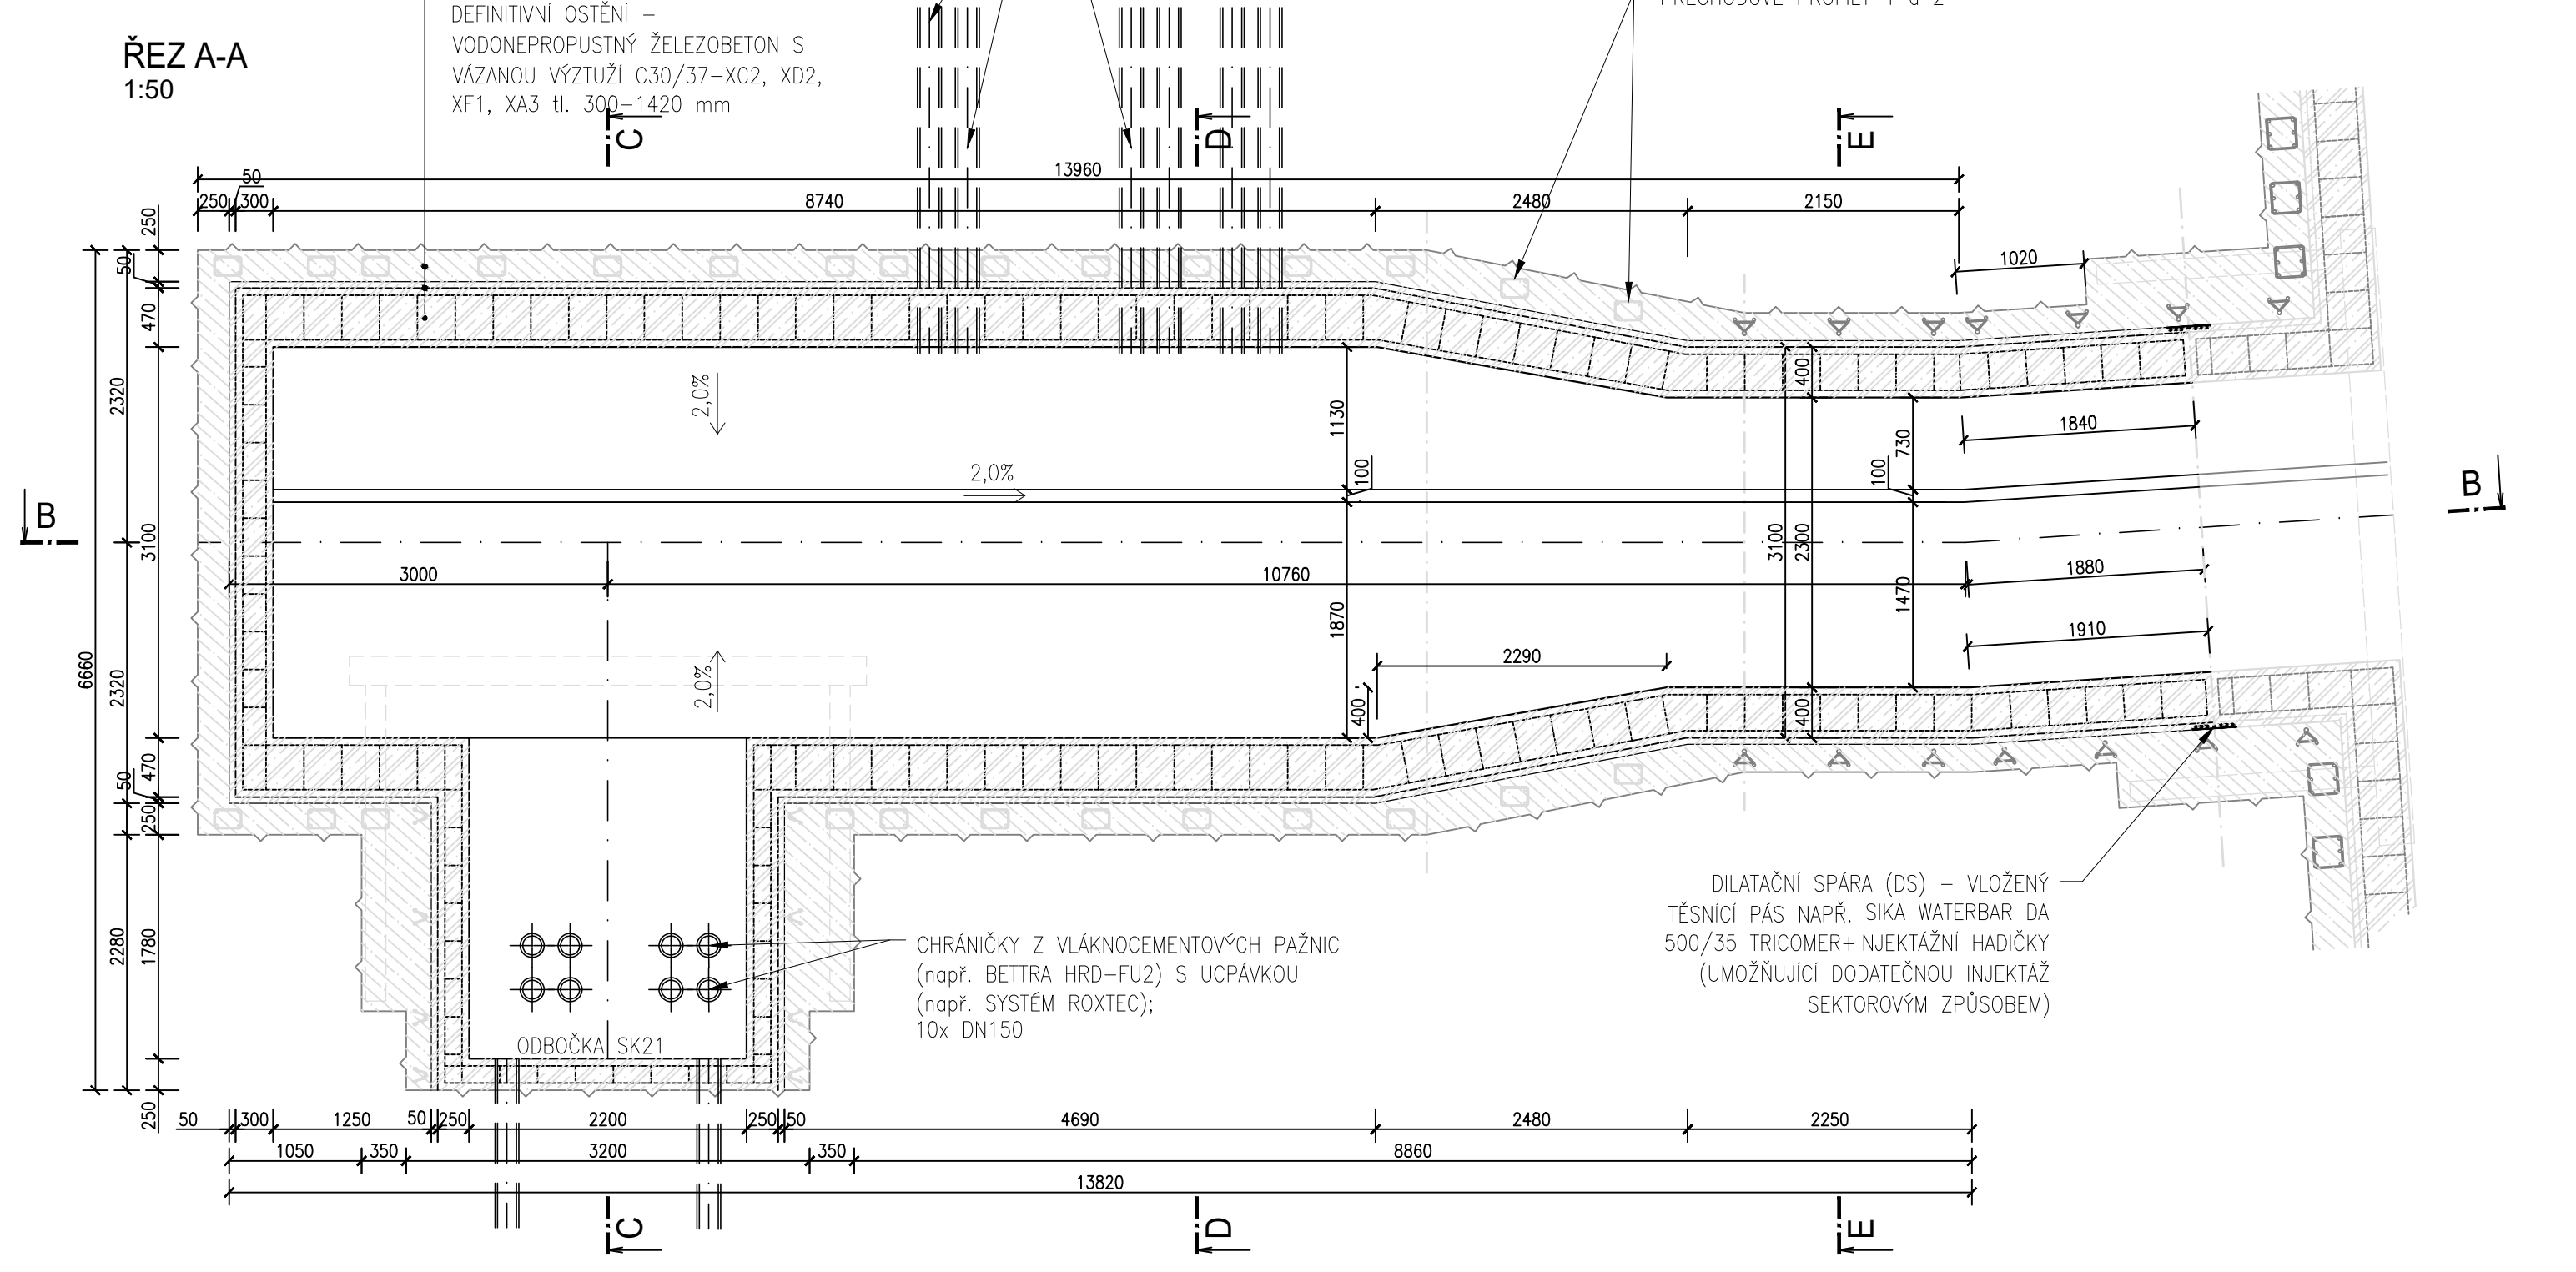 DEFINITIVNÍ OSTĚNÍ –
VODONEPROPUSTNÝ ŽELEZOBETON S
VÁZANOU VÝZTUŽÍ C30/37–XC2, XD2,
XF1, XA3 tl. 300–1420 mm
ŘEZ A-A
1:50
C
D
E
13960
50
250
300
8740
2480
2150
250
50
470
2320
2320
3100
6660
470
50
250
2280
1780
250
1020
400
2,0%
1130
100
730
100
1840
2,0%
B
B
3000
10760
3100
2300
1880
1870
1470
1910
2,0%
2290
400
400
DILATAČNÍ SPÁRA (DS) – VLOŽENÝ
TĚSNÍCÍ PÁS NAPŘ. SIKA WATERBAR DA
500/35 TRICOMER+INJEKTÁŽNÍ HADIČKY
(UMOŽŇUJÍCÍ DODATEČNOU INJEKTÁŽ
SEKTOROVÝM ZPŮSOBEM)
CHRÁNIČKY Z VLÁKNOCEMENTOVÝCH PAŽNIC
(např. BETTRA HRD–FU2) S UCPÁVKOU
(např. SYSTÉM ROXTEC);
10x DN150
ODBOČKA SK21
50
300
1250
50
250
2200
250
50
4690
2480
2250
1050
350
3200
350
8860
13820
C
D
E